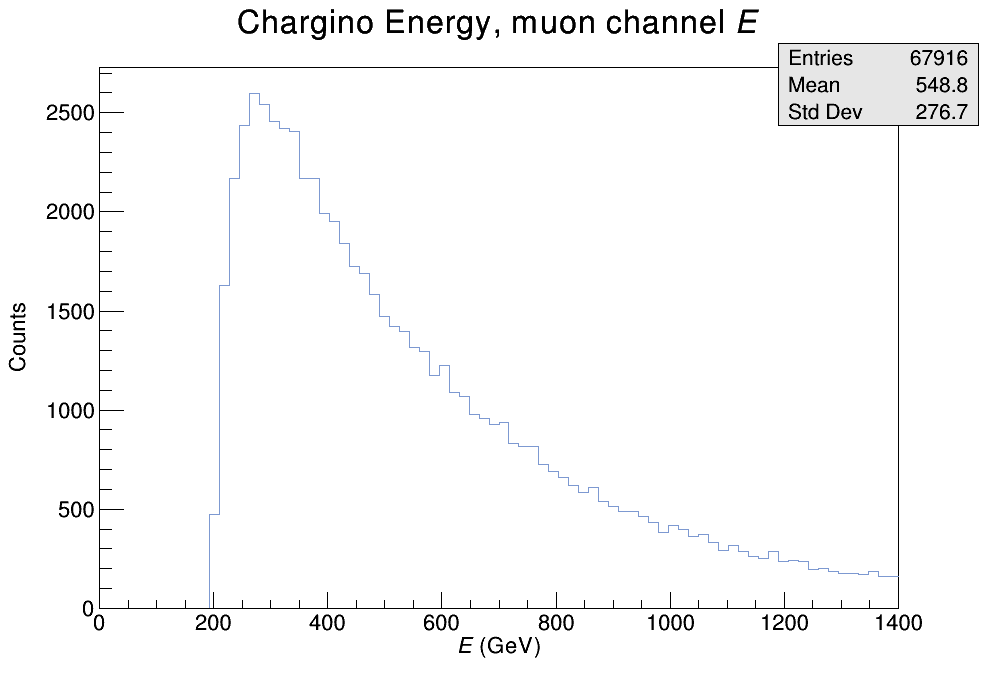 Chargino Energy, muon channel E
Entries 67916
Mean 548.8
Std Dev 276.7
2500
2000
1500
1000
500
0
Counts
0 200 400 600 800 1000 1200 1400
E (GeV)